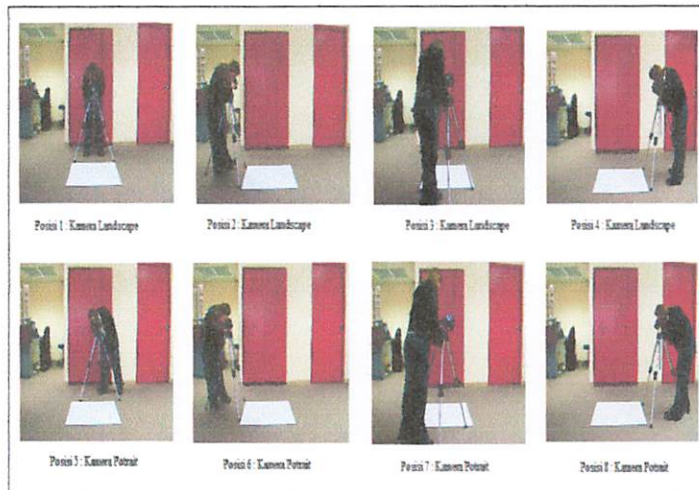 Posisi 1 : Kamera Landscape
Posisi 2 : Kamera Landscape
Posisi 3 : Kamera Landscape
Posisi 4 : Kamera Landscape
Posisi 5 : Kamera Potrait
Posisi 6 : Kamera Potrait
Posisi 7 : Kamera Potrait
Posisi 8 : Kamera Potrait